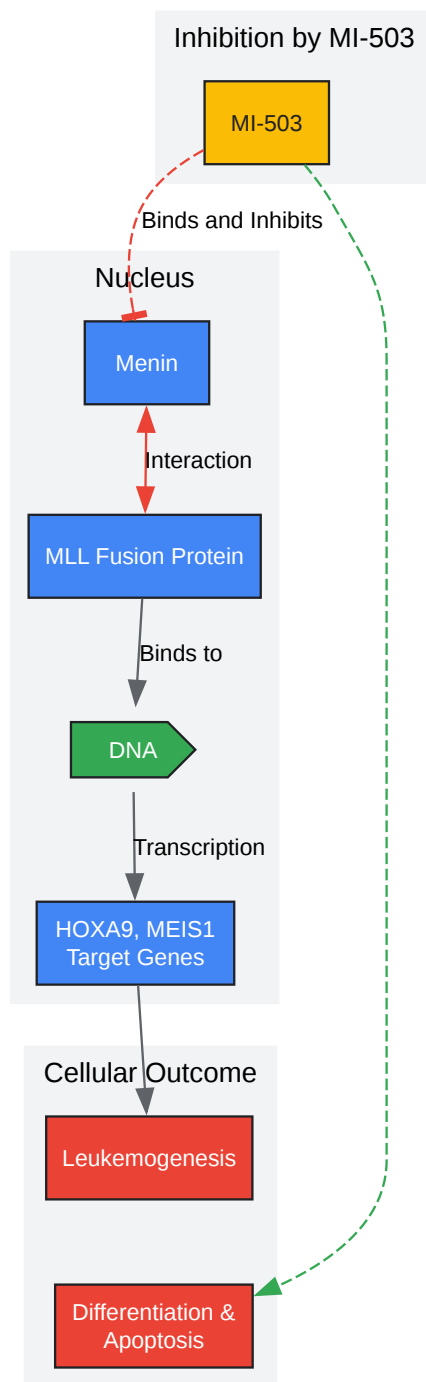 Inhibition by MI-503
MI-503
Binds and Inhibits
Nucleus
Menin
Interaction
MLL Fusion Protein
Binds to
DNA
Transcription
HOXA9, MEIS1
Target Genes
Cellular Outcome
Leukemogenesis
Differentiation &
Apoptosis